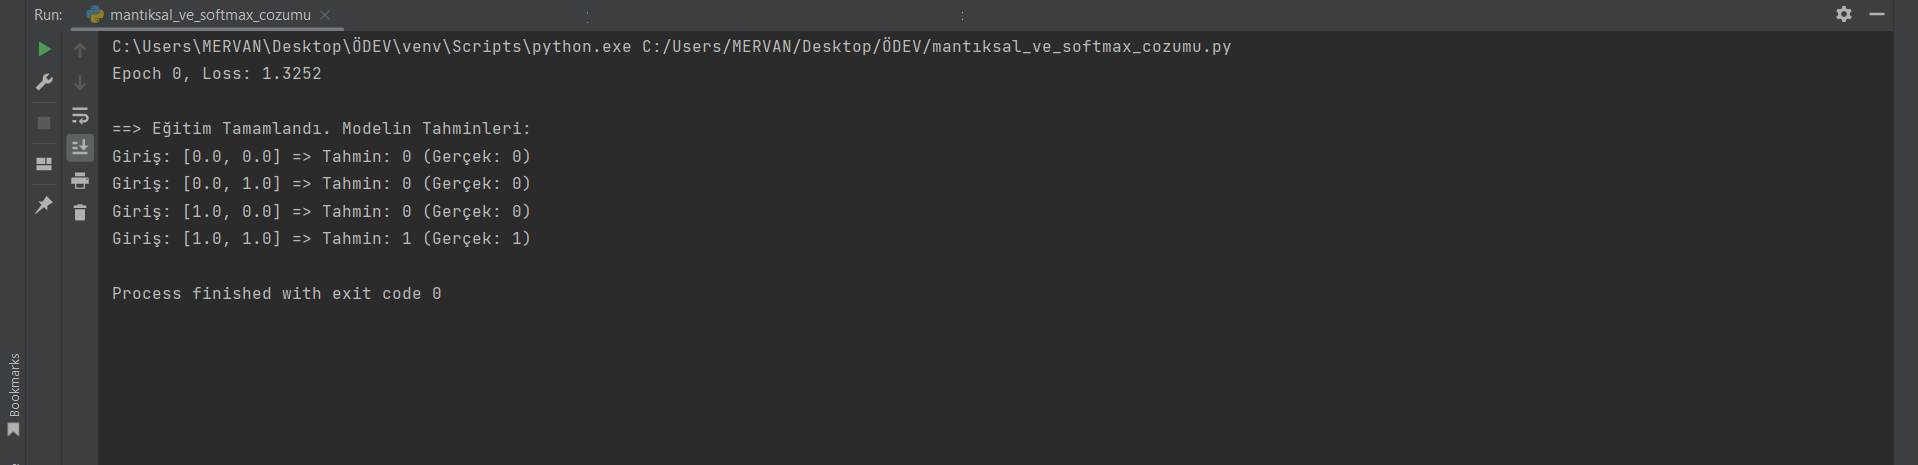 Run: mantıksal_ve_softmax_cozumu
C:\Users\MERVAN\Desktop\ÖDEV\venv\Scripts\python.exe C:/Users/MERVAN/Desktop/ÖDEV/mantıksal_ve_softmax_cozumu.py
Epoch 0, Loss: 1.3252
==> Eğitim Tamamlandı. Modelin Tahminleri:
Giriş: [0.0, 0.0] => Tahmin: 0 (Gerçek: 0)
Giriş: [0.0, 1.0] => Tahmin: 0 (Gerçek: 0)
Giriş: [1.0, 0.0] => Tahmin: 0 (Gerçek: 0)
Giriş: [1.0, 1.0] => Tahmin: 1 (Gerçek: 1)
Process finished with exit code 0
Bookmarks